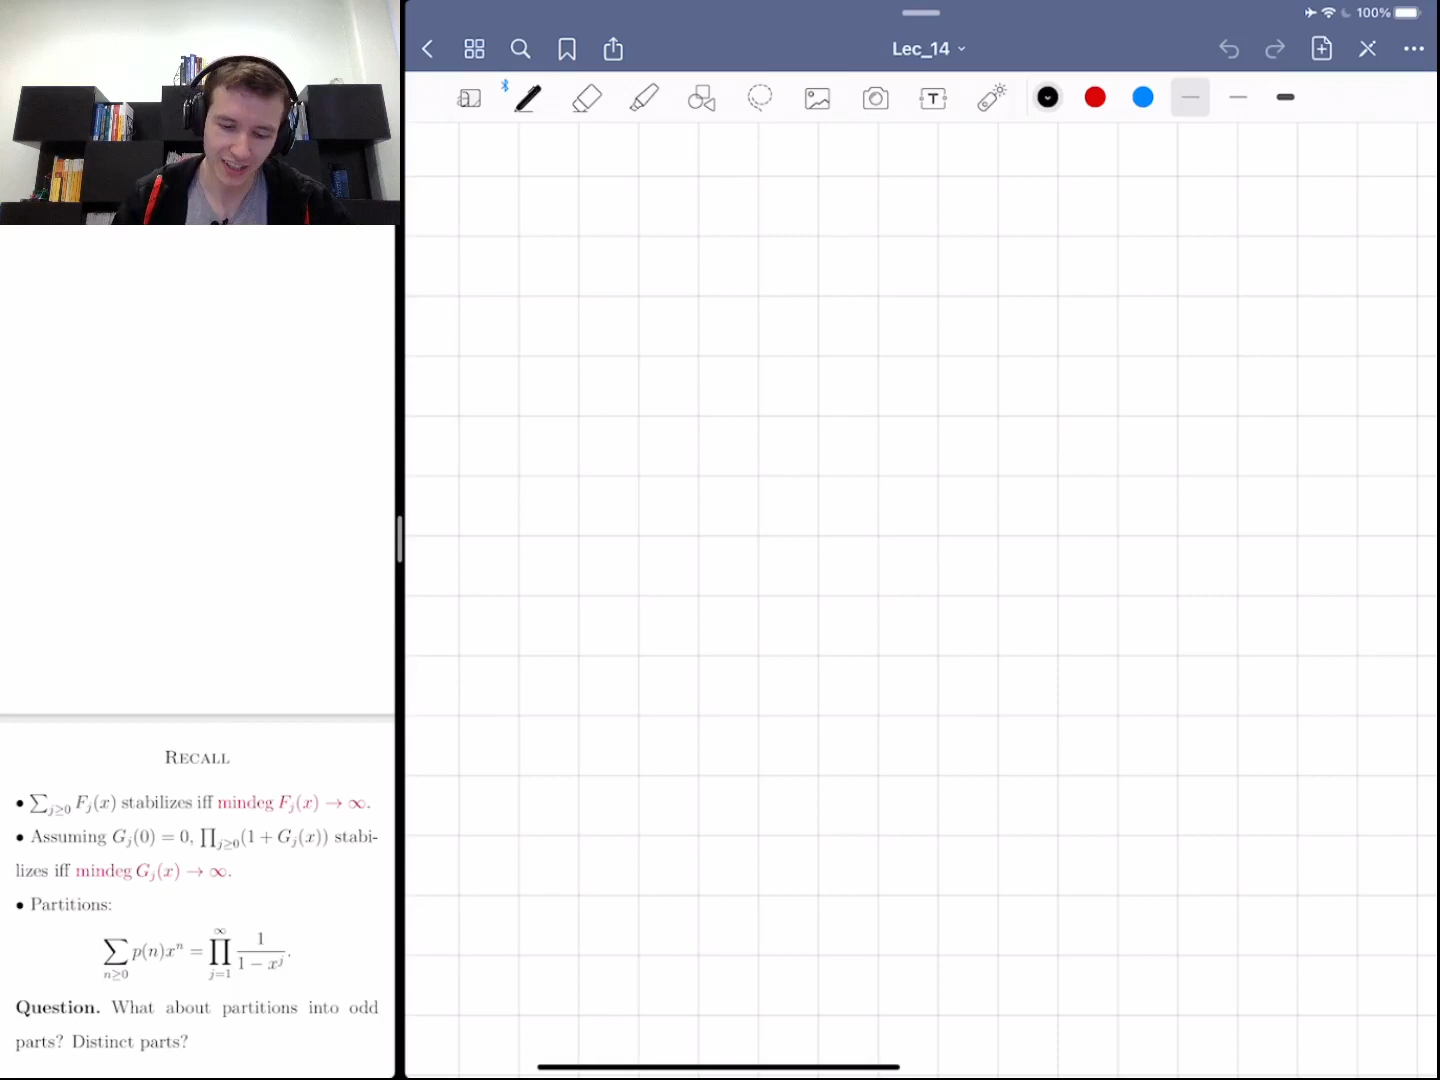 100%
Lec_14
RECALL
• ∑_{j≥0} F_j(x) stabilizes iff mindeg F_j(x) → ∞.
• Assuming G_j(0) = 0, ∏_{j≥0}(1 + G_j(x)) stabi-
lizes iff mindeg G_j(x) → ∞.
• Partitions:
∑_{n≥0} p(n)x^n = ∏_{j=1}^{∞} 1/(1 − x^j).
Question. What about partitions into odd
parts? Distinct parts?